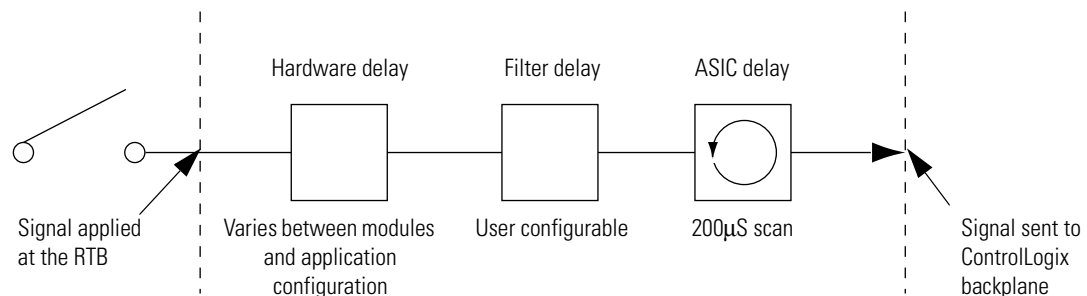 Hardware delay
Filter delay
ASIC delay
Signal applied
at the RTB
Varies between modules
and application
configuration
User configurable
200µS scan
Signal sent to
ControlLogix
backplane